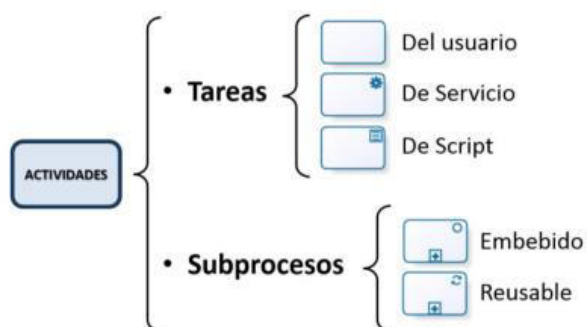 ACTIVIDADES
• Tareas
Del usuario
De Servicio
De Script
• Subprocesos
Embebido
Reusable